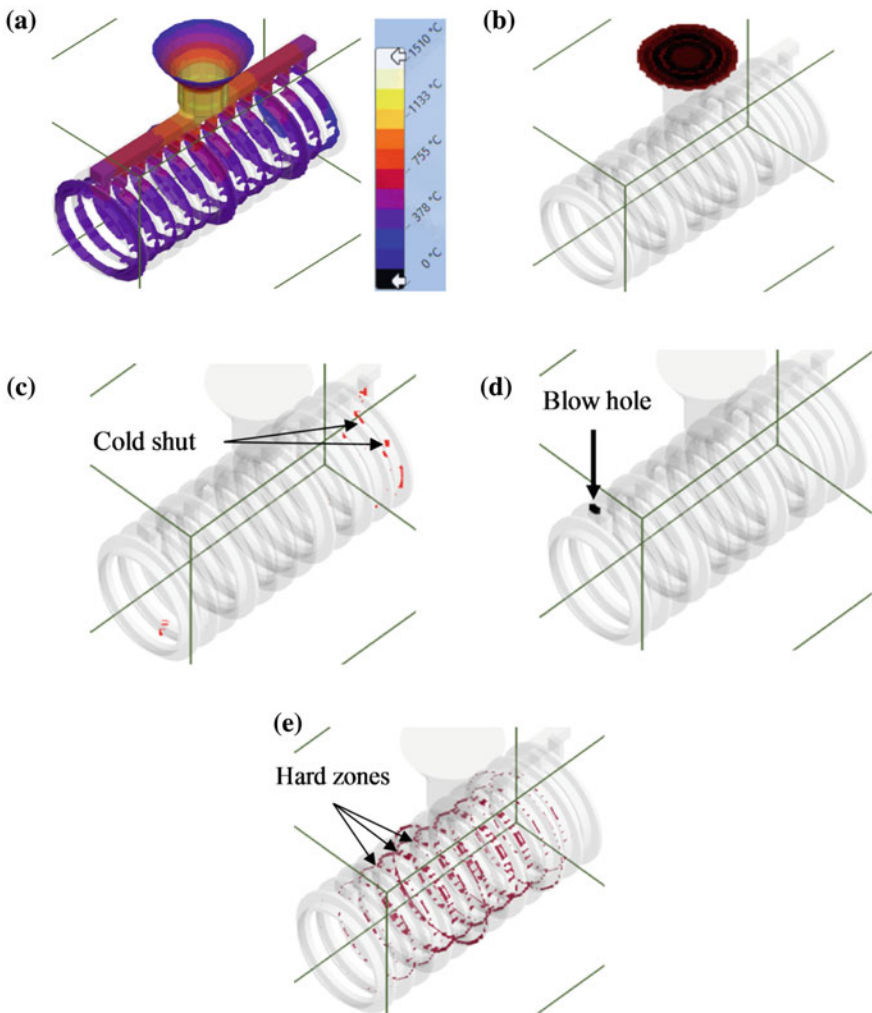 (a)
1510 °C
1133 °C
755 °C
378 °C
0 °C
(b)
(c)
Cold shut
(d)
Blow hole
(e)
Hard zones